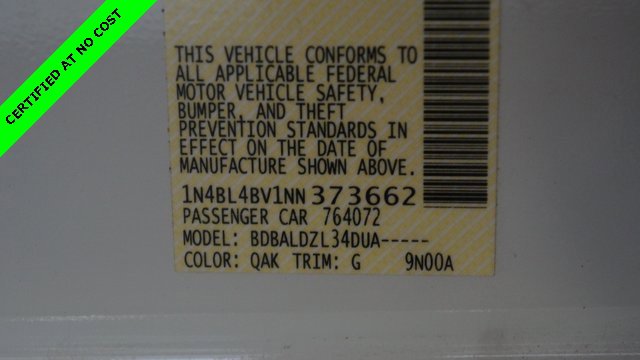 CERTIFIED AT NO COST
THIS VEHICLE CONFORMS TO
ALL APPLICABLE FEDERAL
MOTOR VEHICLE SAFETY,
BUMPER, AND THEFT
PREVENTION STANDARDS IN
EFFECT ON THE DATE OF
MANUFACTURE SHOWN ABOVE.
1N4BL4BV1NN373662
PASSENGER CAR 764072
MODEL: BDBALDZL34DUA-----
COLOR: QAK TRIM: G 9N00A